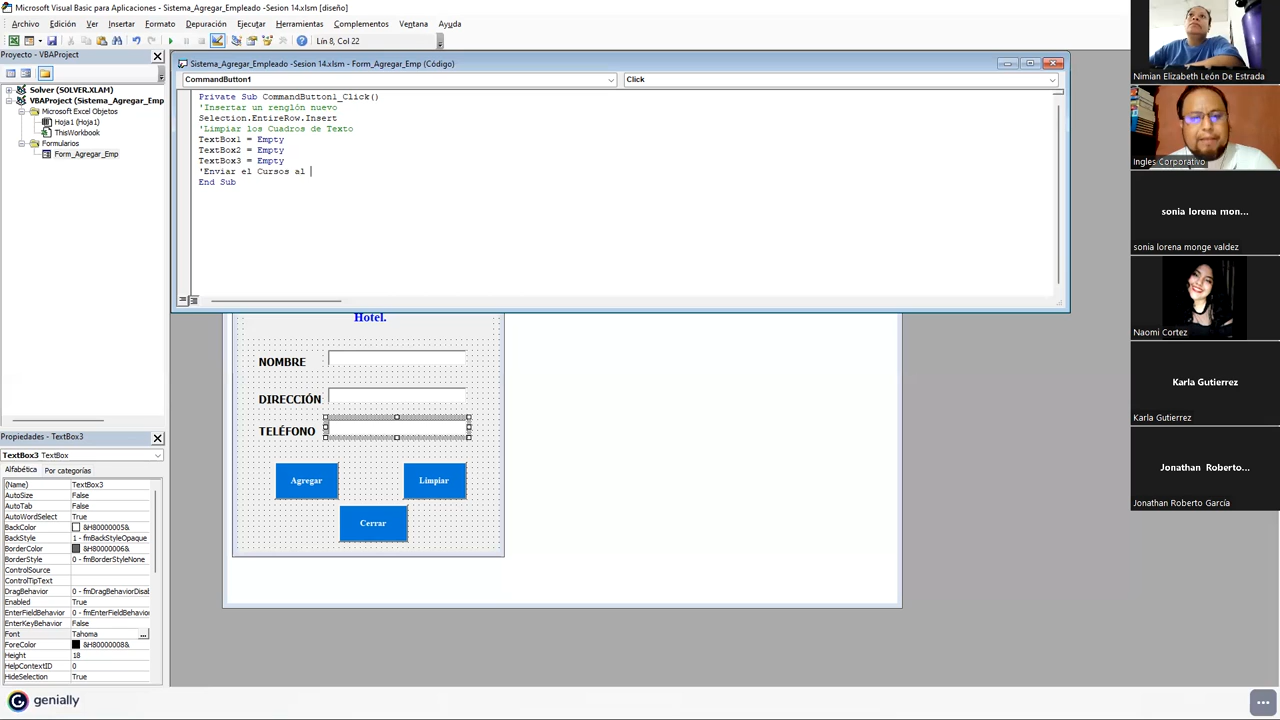 Microsoft Visual Basic para Aplicaciones - Sistema_Agregar_Empleado -Sesion 14.xlsm [diseño]
Archivo Edición Ver Insertar Formato Depuración Ejecutar Herramientas Complementos Ventana Ayuda
Lín 8, Col 22
Proyecto - VBAProject
Solver (SOLVER.XLAM)
VBAProject (Sistema_Agregar_Emp
Microsoft Excel Objetos
Hoja1 (Hoja1)
ThisWorkbook
Formularios
Form_Agregar_Emp
Sistema_Agregar_Empleado -Sesion 14.xlsm - Form_Agregar_Emp (Código)
CommandButton1 Click
Private Sub CommandButton1_Click()
'Insertar un renglón nuevo
Selection.EntireRow.Insert
'Limpiar los Cuadros de Texto
TextBox1 = Empty
TextBox2 = Empty
TextBox3 = Empty
'Enviar el Cursos al
End Sub
Hotel.
NOMBRE
DIRECCIÓN
TELÉFONO
Agregar Limpiar
Cerrar
Propiedades - TextBox3
TextBox3 TextBox
Alfabética Por categorías
(Name) TextBox3
AutoSize False
AutoTab False
AutoWordSelect True
BackColor &H80000005&
BackStyle 1 - fmBackStyleOpaque
BorderColor &H80000006&
BorderStyle 0 - fmBorderStyleNone
ControlSource
ControlTipText
DragBehavior 0 - fmDragBehaviorDisab
Enabled True
EnterFieldBehavior 0 - fmEnterFieldBehavio
EnterKeyBehavior False
Font Tahoma ...
ForeColor &H80000008&
Height 18
HelpContextID 0
HideSelection True
Nimian Elizabeth León De Estrada
Ingles Corporativo
sonia lorena mon...
sonia lorena monge valdez
Naomi Cortez
Karla Gutierrez
Karla Gutierrez
Jonathan Roberto...
Jonathan Roberto García
genially